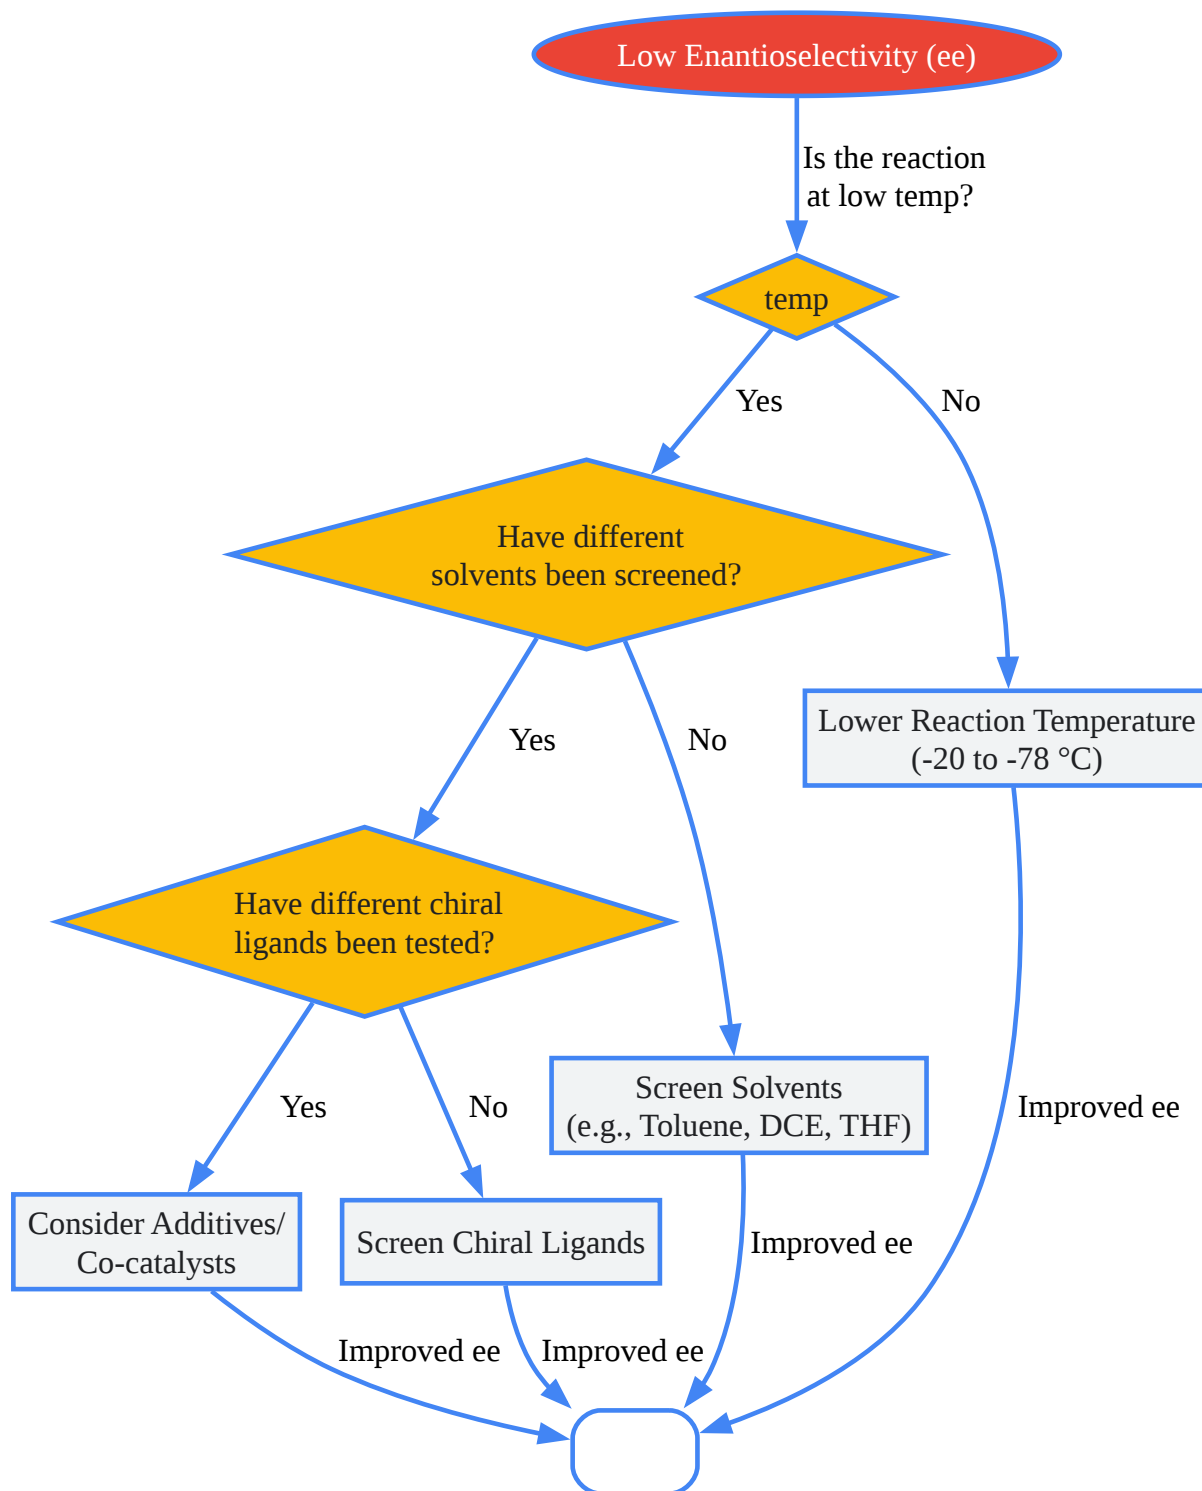 Low Enantioselectivity (ee)
Is the reaction
at low temp?
temp
Yes
No
Have different
solvents been screened?
Yes
No
Lower Reaction Temperature
(-20 to -78 °C)
Have different chiral
ligands been tested?
Yes
No
Screen Solvents
(e.g., Toluene, DCE, THF)
Improved ee
Consider Additives/
Co-catalysts
Screen Chiral Ligands
Improved ee
Improved ee
Improved ee